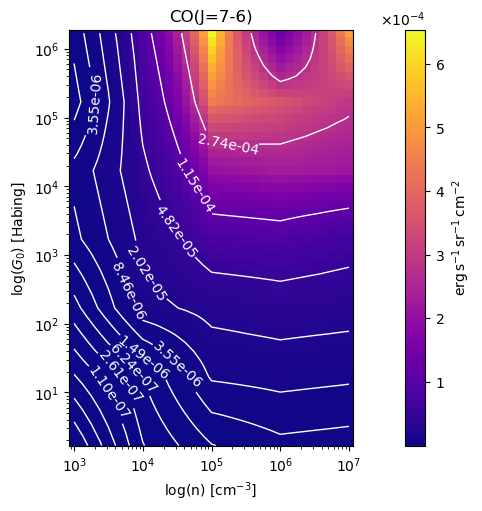 CO(J=7-6)
×10⁻⁴
10⁶
10⁵
10⁴
10³
10²
10¹
log(G₀) [Habing]
3.55e-06
2.74e-04
1.15e-04
4.82e-05
2.02e-05
8.46e-06
3.55e-06
1.49e-06
6.24e-07
2.61e-07
1.10e-07
10³ 10⁴ 10⁵ 10⁶ 10⁷
log(n) [cm⁻³]
6
5
4
3
2
1
erg s⁻¹ sr⁻¹ cm⁻²